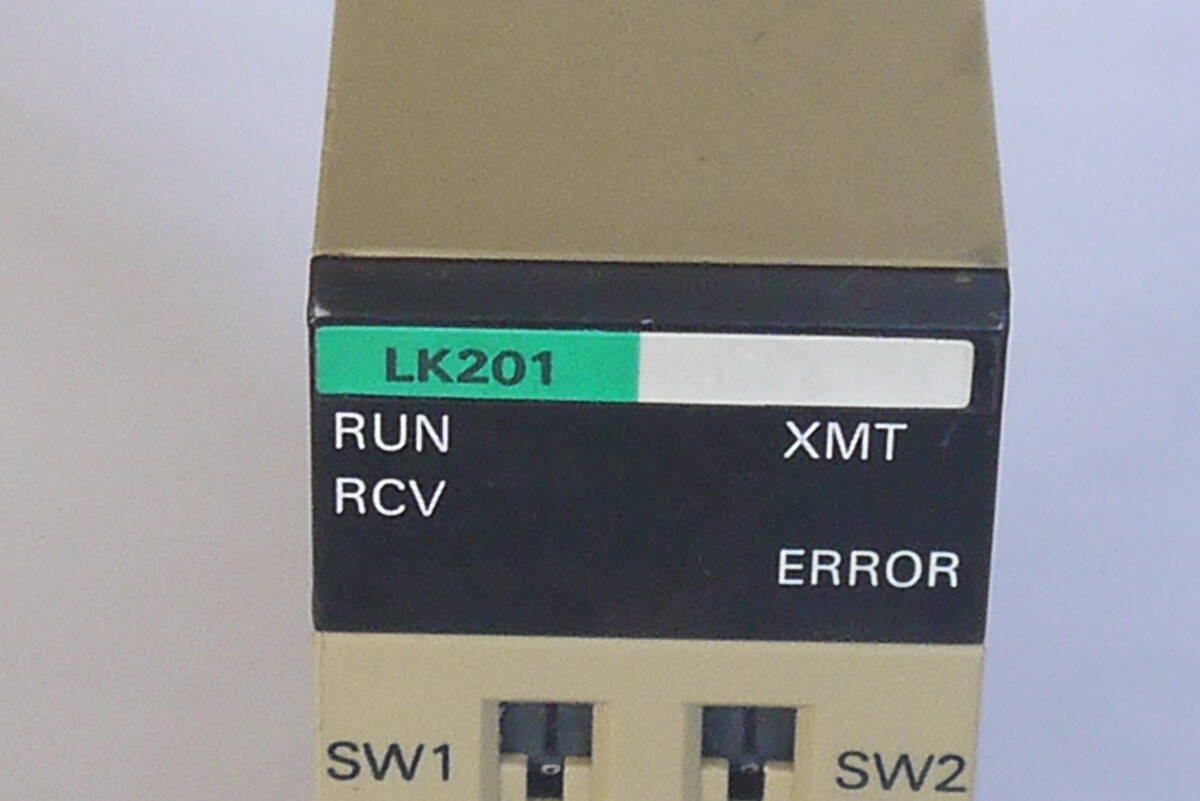 LK201
RUN XMT
RCV
ERROR
SW1 SW2